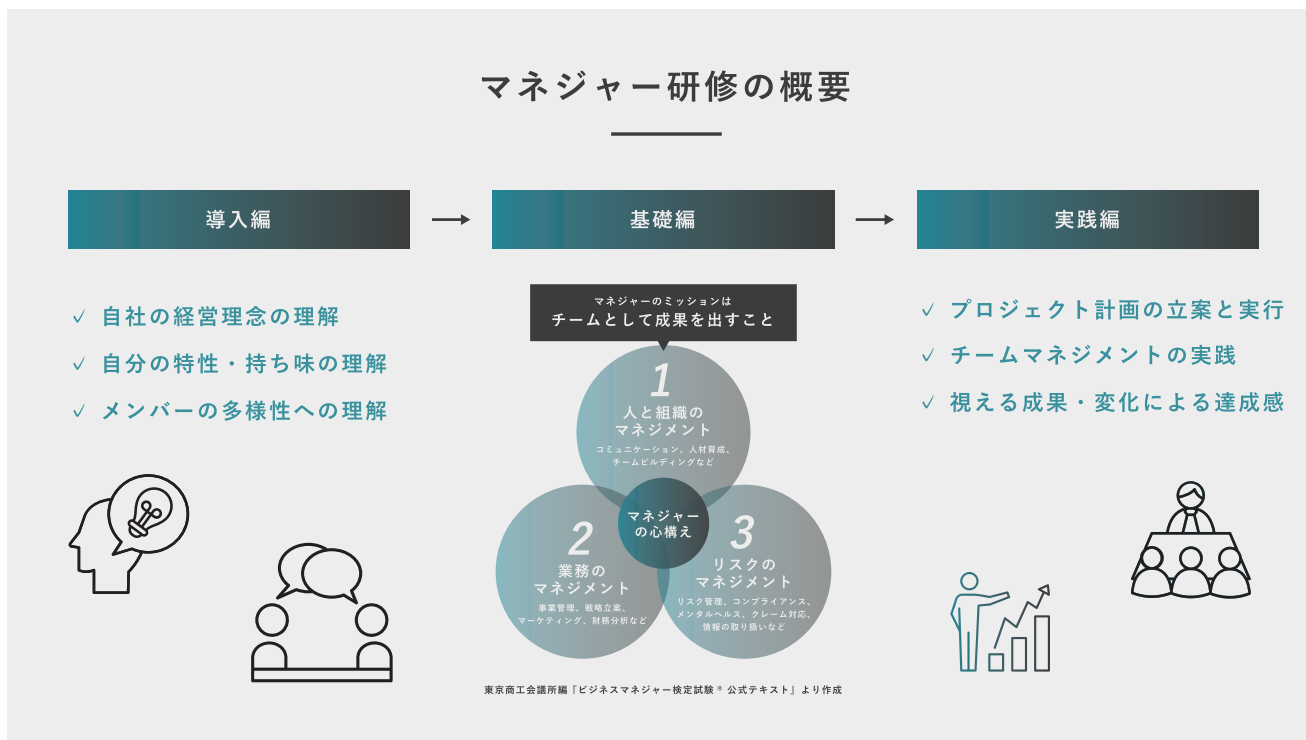 マネジャー研修の概要
導入編
基礎編
実践編
✓ 自社の経営理念の理解
✓ 自分の特性・持ち味の理解
✓ メンバーの多様性への理解
マネジャーのミッションは
チームとして成果を出すこと
1
人と組織の
マネジメント
コミュニケーション、人材育成、
チームビルディングなど
マネジャー
の心構え
2
業務の
マネジメント
事業管理、戦略立案、
マーケティング、財務分析など
3
リスクの
マネジメント
リスク管理、コンプライアンス、
メンタルヘルス、クレーム対応、
情報の取り扱いなど
東京商工会議所編『ビジネスマネジャー検定試験®公式テキスト』より作成
✓ プロジェクト計画の立案と実行
✓ チームマネジメントの実践
✓ 視える成果・変化による達成感